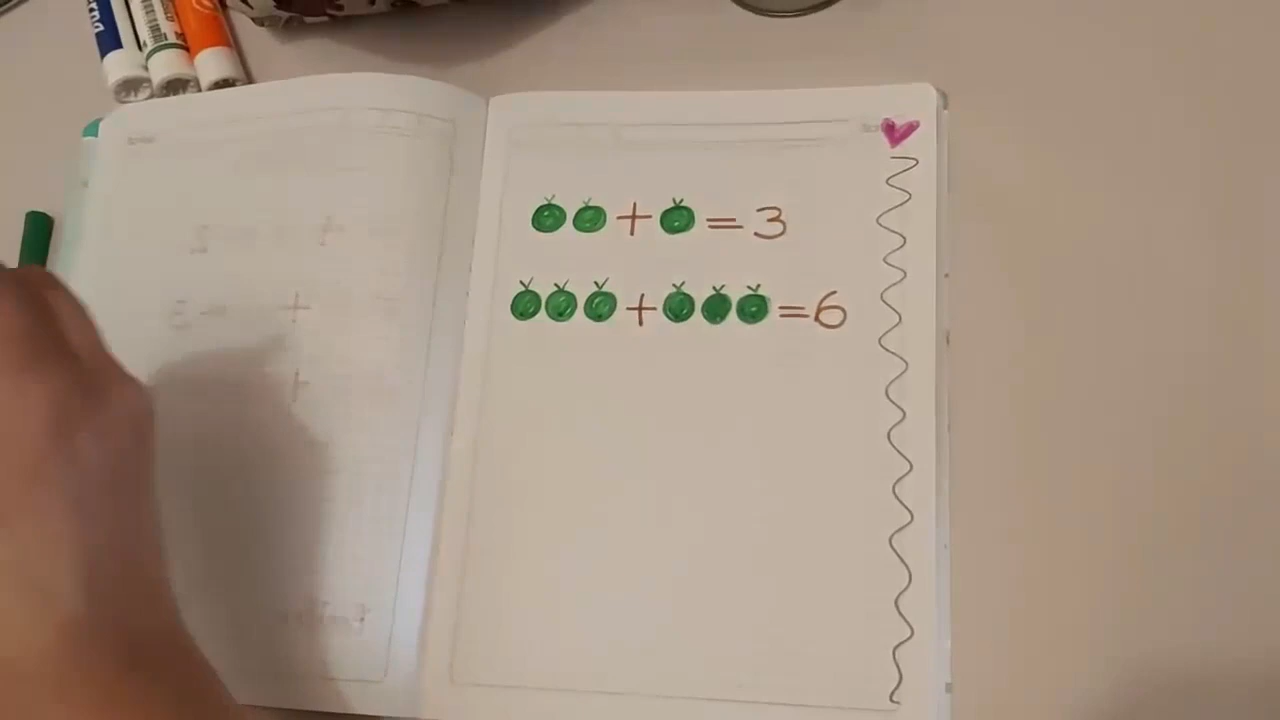 + = 3
+ = 6